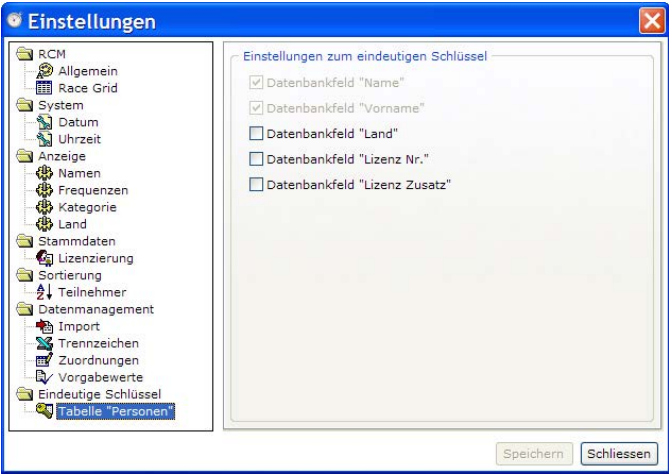 Einstellungen
RCM
Allgemein
Race Grid
System
Datum
Uhrzeit
Anzeige
Namen
Frequenzen
Kategorie
Land
Stammdaten
Lizenzierung
Sortierung
Teilnehmer
Datenmanagement
Import
Trennzeichen
Zuordnungen
Vorgabewerte
Eindeutige Schlüssel
Tabelle "Personen"
Einstellungen zum eindeutigen Schlüssel
Datenbankfeld "Name"
Datenbankfeld "Vorname"
Datenbankfeld "Land"
Datenbankfeld "Lizenz Nr."
Datenbankfeld "Lizenz Zusatz"
Speichern
Schliessen